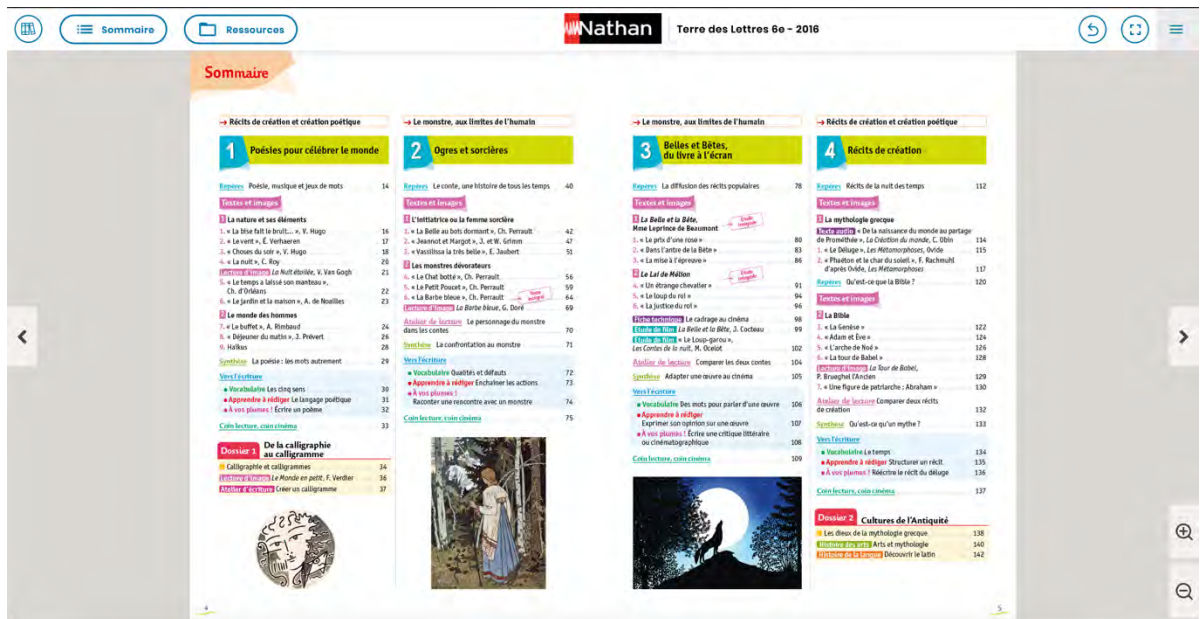 Sommaire
Ressources
Nathan
Terre des Lettres 6e - 2016
Sommaire
→ Récits de création et création poétique
1 Poésies pour célébrer le monde
Repères Poésie, musique et jeux de mots 14
Textes et images
1 La nature et ses éléments
1. « La bise fait le bruit... », V. Hugo 16
2. « Le vent », É. Verhaeren 17
3. « Choses du soir », V. Hugo 18
4. « La nuit », C. Roy 20
Lecture d'image La Nuit étoilée, V. Van Gogh 21
5. « Le temps a laissé son manteau »,
Ch. d'Orléans 22
6. « Le jardin et la maison », A. de Noailles 23
2 Le monde des hommes
7. « Le buffet », A. Rimbaud 24
8. « Déjeuner du matin », J. Prévert 26
9. Haïkus 28
Synthèse La poésie : les mots autrement 29
Vers l'écriture
Vocabulaire Les cinq sens 30
Apprendre à rédiger Le langage poétique 31
À vos plumes ! Écrire un poème 32
Coin lecture, coin cinéma 33
Dossier 1 De la calligraphie
au calligramme
Calligraphie et calligrammes 34
Lecture d'image Le Monde en petit, F. Verdier 36
Atelier d'écriture Créer un calligramme 37
4
→ Le monstre, aux limites de l'humain
2 Ogres et sorcières
Repères Le conte, une histoire de tous les temps 40
Textes et images
1 L'initiatrice ou la femme sorcière
1. « La Belle au bois dormant », Ch. Perrault 42
2. « Jeannot et Margot », J. et W. Grimm 47
3. « Vassilissa la très belle », E. Jaubert 51
2 Les monstres dévorateurs
4. « Le Chat botté », Ch. Perrault 56
5. « Le Petit Poucet », Ch. Perrault 59
6. « La Barbe bleue », Ch. Perrault 64
Lecture d'image La Barbe bleue, G. Doré 69
Atelier de lecture Le personnage du monstre
dans les contes 70
Synthèse La confrontation au monstre 71
Vers l'écriture
Vocabulaire Qualités et défauts 72
Apprendre à rédiger Enchaîner les actions 73
À vos plumes !
Raconter une rencontre avec un monstre 74
Coin lecture, coin cinéma 75
→ Le monstre, aux limites de l'humain
3 Belles et Bêtes,
du livre à l'écran
Repères La diffusion des récits populaires 78
Textes et images
1 La Belle et la Bête,
Mme Leprince de Beaumont
1. « Le prix d'une rose » 80
2. « Dans l'antre de la Bête » 83
3. « La mise à l'épreuve » 86
2 Le Lai de Mélion
4. « Un étrange chevalier » 91
5. « Le loup du roi » 94
6. « La justice du roi » 96
Fiche technique Le cadrage au cinéma 98
Étude de film La Belle et la Bête, J. Cocteau 99
Étude de film « Le Loup-garou »,
Les Contes de la nuit, M. Ocelot 102
Atelier de lecture Comparer les deux contes 104
Synthèse Adapter une œuvre au cinéma 105
Vers l'écriture
Vocabulaire Des mots pour parler d'une œuvre 106
Apprendre à rédiger
Exprimer son opinion sur une œuvre 107
À vos plumes ! Écrire une critique littéraire
ou cinématographique 108
Coin lecture, coin cinéma 109
→ Récits de création et création poétique
4 Récits de création
Repères Récits de la nuit des temps 112
Textes et images
1 La mythologie grecque
Texte audio « De la naissance du monde au partage
de Prométhée », La Création du monde, C. Obin 114
1. « Le Déluge », Les Métamorphoses, Ovide 115
2. « Phaéton et le char du soleil », F. Rachmuhl
d'après Ovide, Les Métamorphoses 117
Repères Qu'est-ce que la Bible ? 120
Textes et images
2 La Bible
3. « La Genèse » 122
4. « Adam et Ève » 124
5. « L'arche de Noé » 126
6. « La tour de Babel » 128
Lecture d'image La Tour de Babel,
P. Brueghel l'Ancien 129
7. « Une figure de patriarche : Abraham » 130
Atelier de lecture Comparer deux récits
de création 132
Synthèse Qu'est-ce qu'un mythe ? 133
Vers l'écriture
Vocabulaire Le temps 134
Apprendre à rédiger Structurer un récit 135
À vos plumes ! Réécrire le récit du déluge 136
Coin lecture, coin cinéma 137
Dossier 2 Cultures de l'Antiquité
Les dieux de la mythologie grecque 138
Histoire des arts Arts et mythologie 140
Histoire de la langue Découvrir le latin 142
5